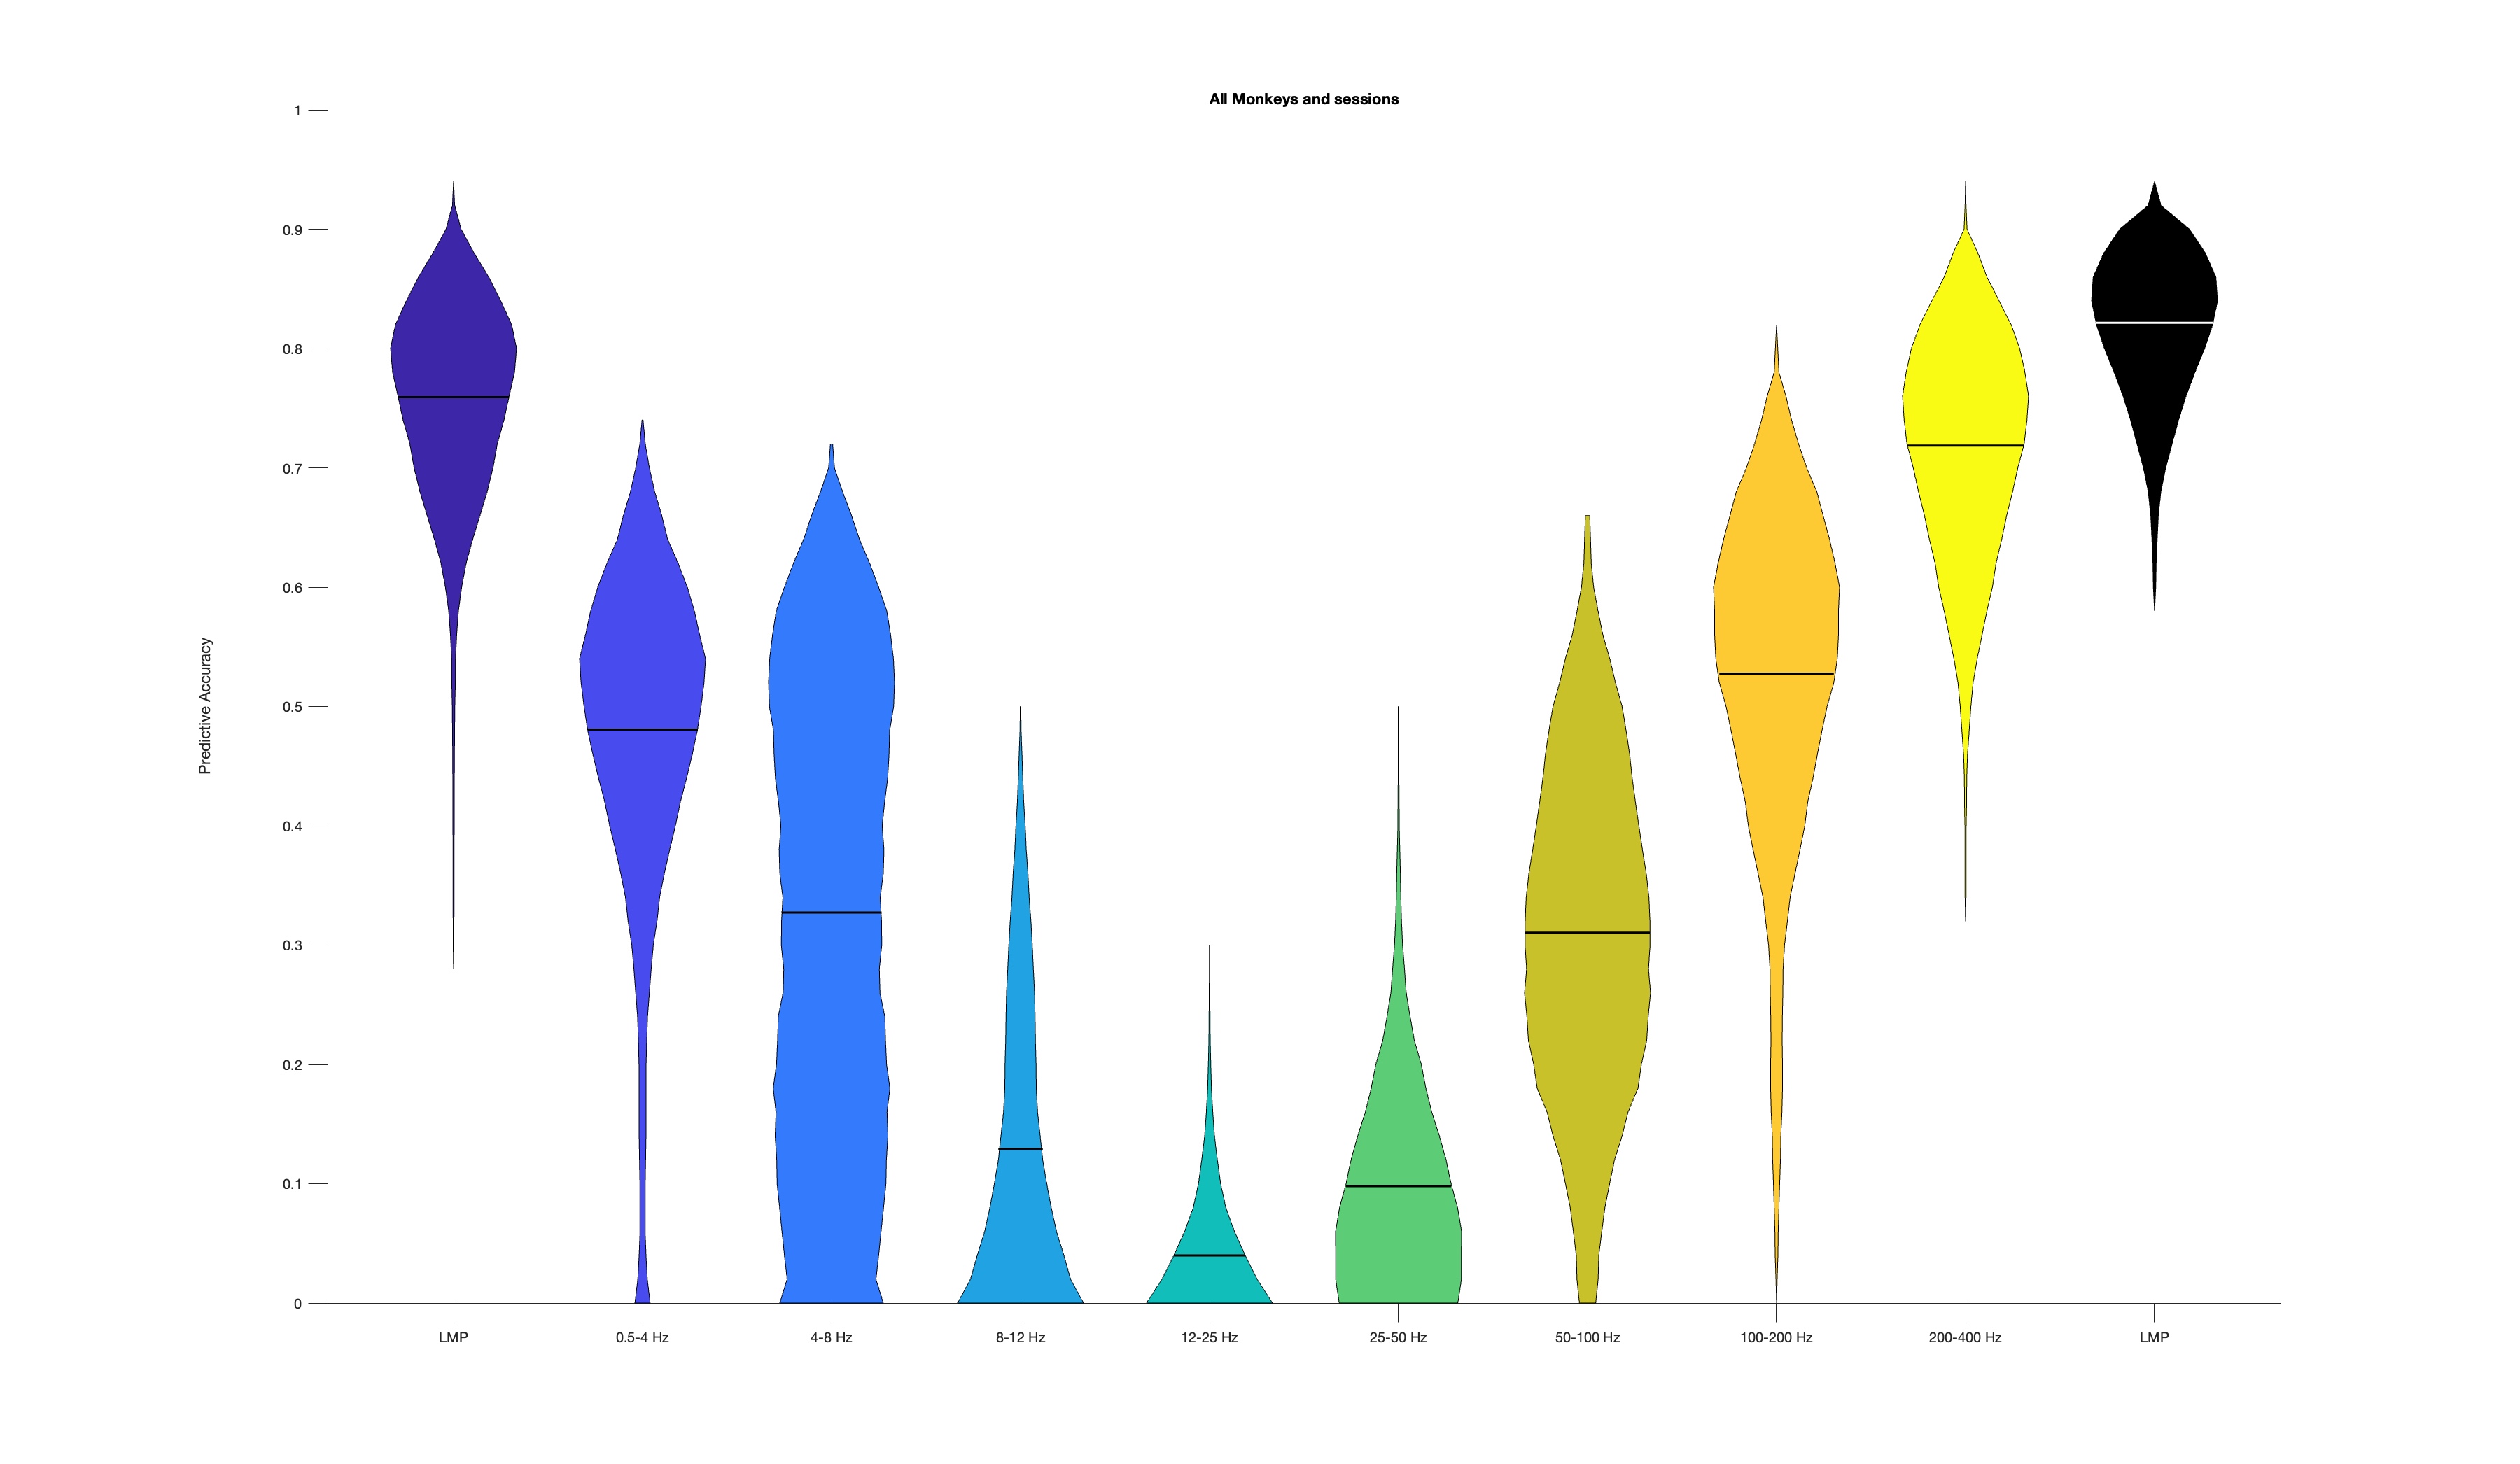 All Monkeys and sessions
1
0.9
0.8
0.7
0.6
0.5
0.4
0.3
0.2
0.1
0
Predictive Accuracy
LMP
0.5-4 Hz
4-8 Hz
8-12 Hz
12-25 Hz
25-50 Hz
50-100 Hz
100-200 Hz
200-400 Hz
LMP